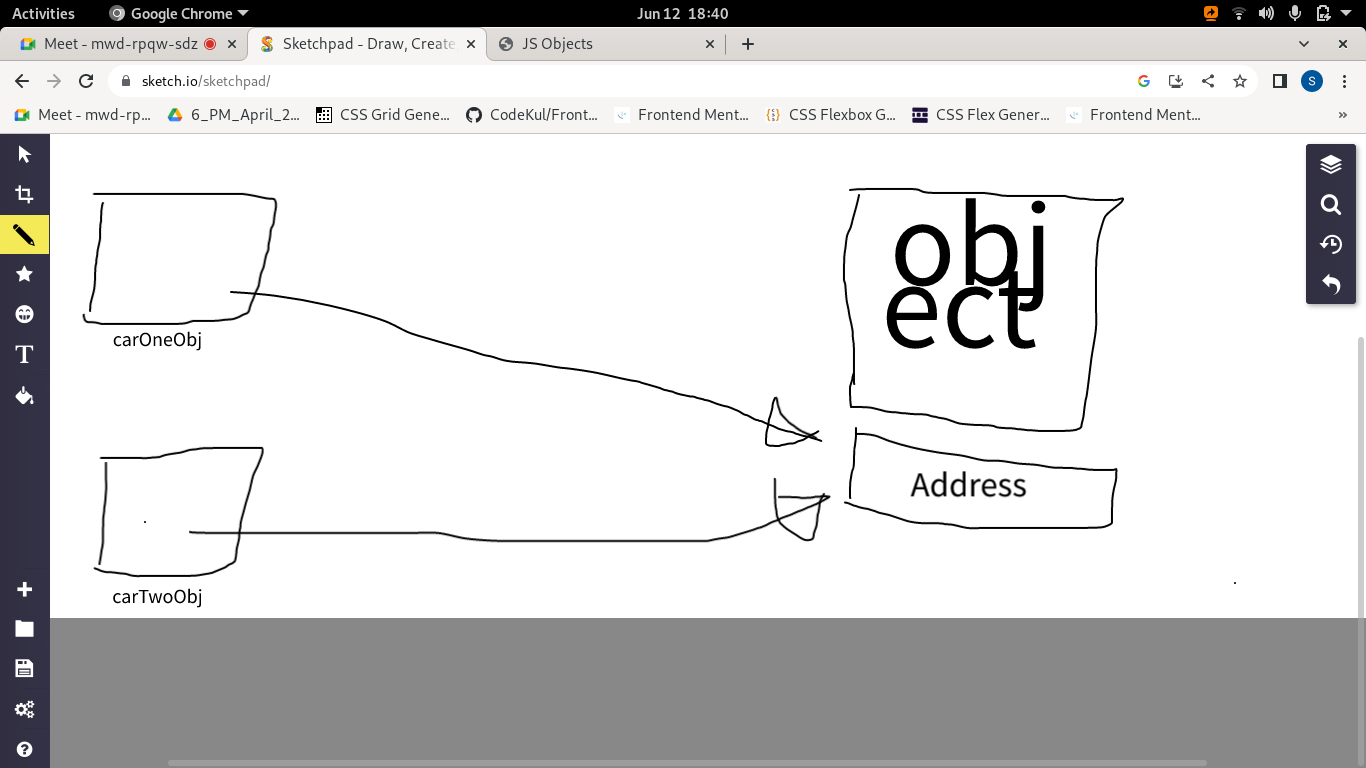 Activities Google Chrome Jun 12 18:40
Meet - mwd-rpqw-sdz Sketchpad - Draw, Create JS Objects
sketch.io/sketchpad/
Meet - mwd-rp... 6_PM_April_2... CSS Grid Gene... CodeKul/Front... Frontend Ment... CSS Flexbox G... CSS Flex Gener... Frontend Ment... »
obj
ect
carOneObj
Address
carTwoObj